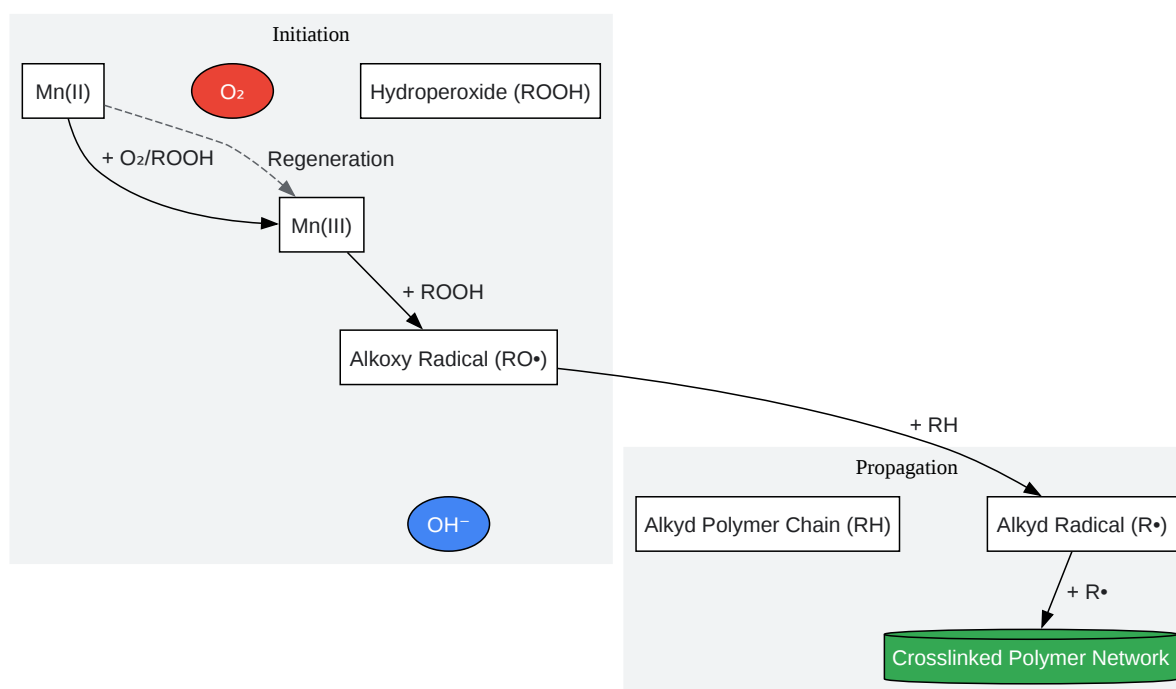 Initiation
Mn(II)
O₂
Hydroperoxide (ROOH)
+ O₂/ROOH
Regeneration
Mn(III)
+ ROOH
Alkoxy Radical (RO•)
+ RH
Propagation
OH⁻
Alkyd Polymer Chain (RH)
Alkyd Radical (R•)
+ R•
Crosslinked Polymer Network